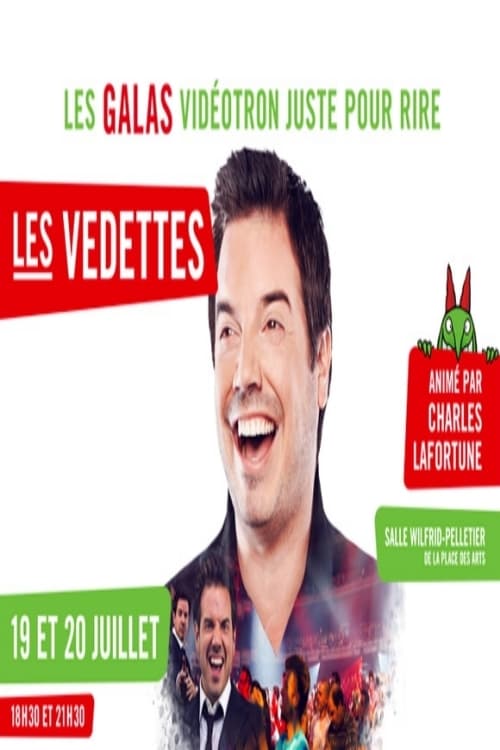 LES GALAS VIDÉOTRON JUSTE POUR RIRE
LES VEDETTES
ANIMÉ PAR
CHARLES
LAFORTUNE
SALLE WILFRID-PELLETIER
DE LA PLACE DES ARTS
19 ET 20 JUILLET
18H30 ET 21H30